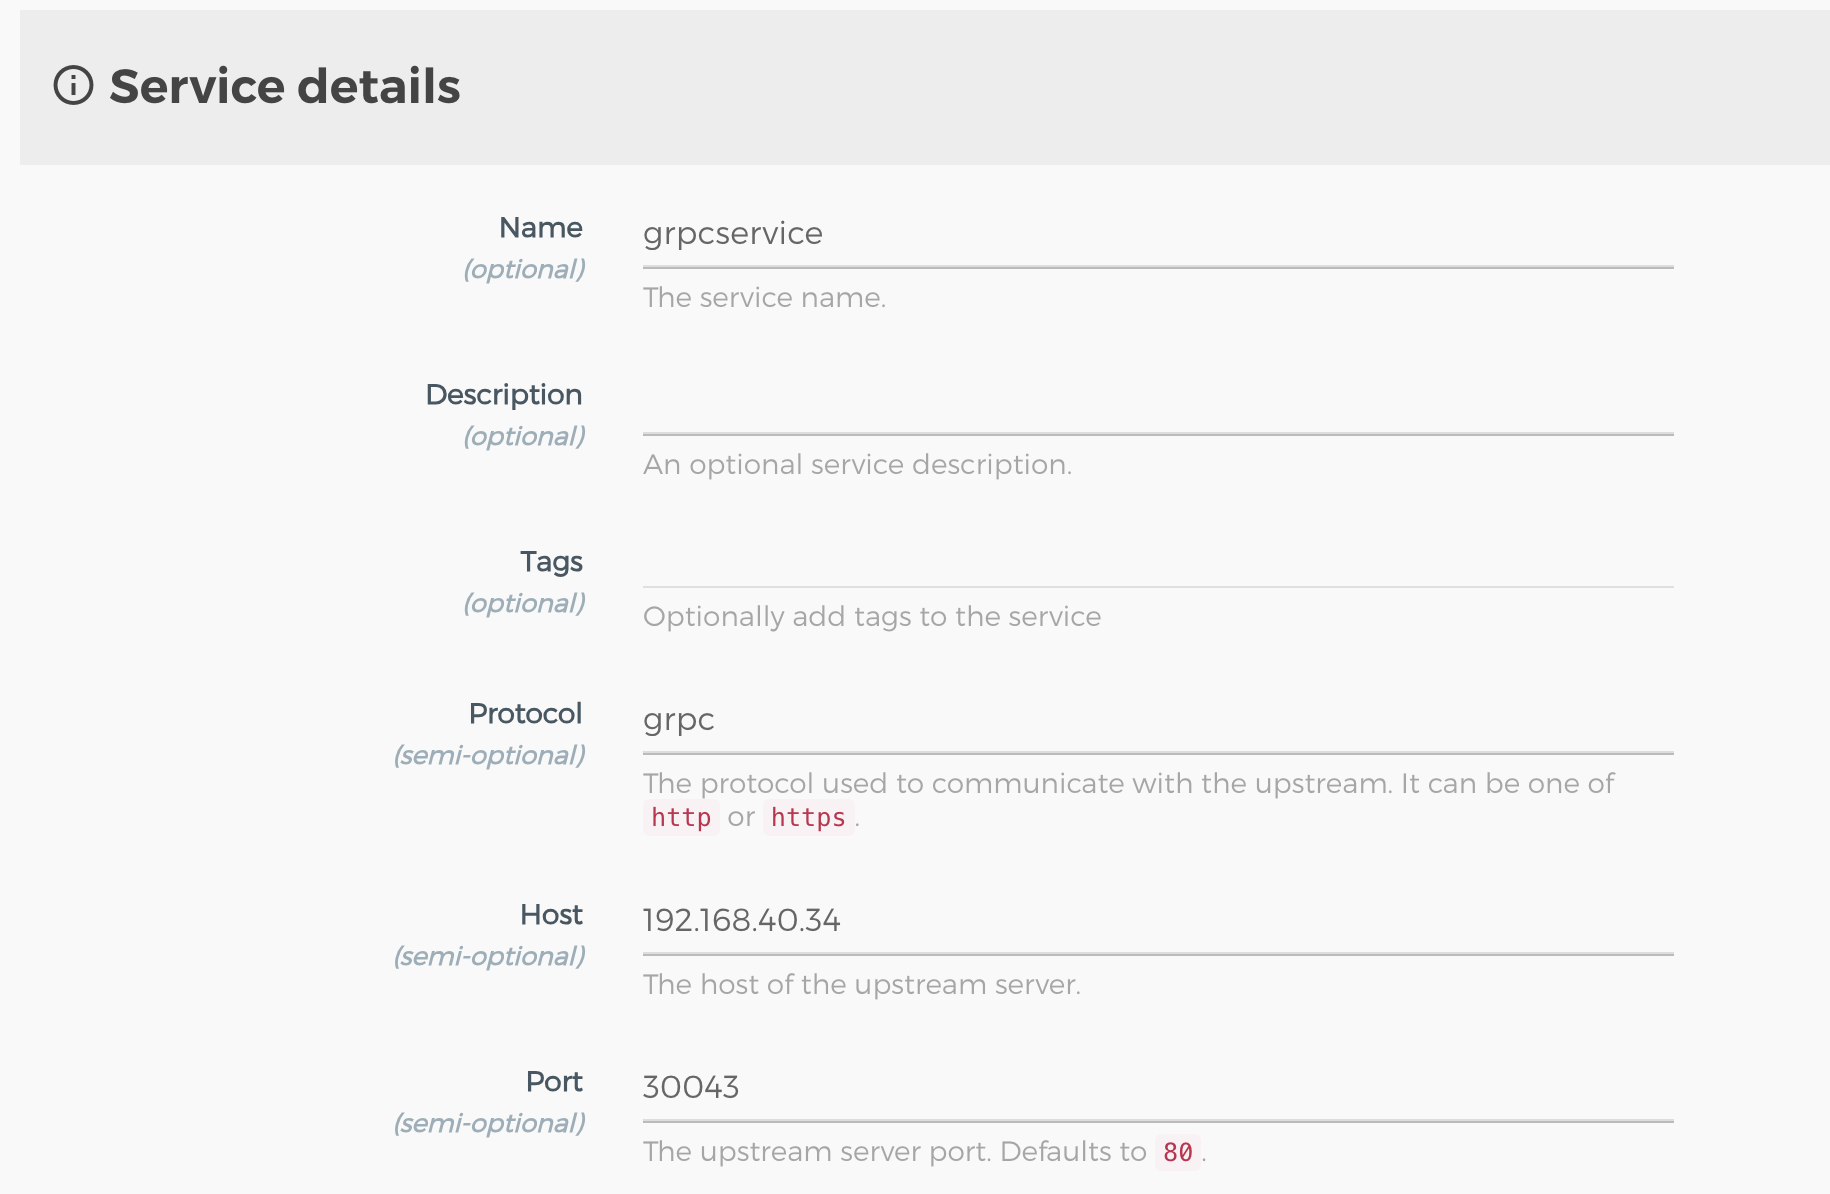 Service details
Name
(optional)
grpcservice
The service name.
Description
(optional)
An optional service description.
Tags
(optional)
Optionally add tags to the service
Protocol
(semi-optional)
grpc
The protocol used to communicate with the upstream. It can be one of
http or https .
Host
(semi-optional)
192.168.40.34
The host of the upstream server.
Port
(semi-optional)
30043
The upstream server port. Defaults to 80 .